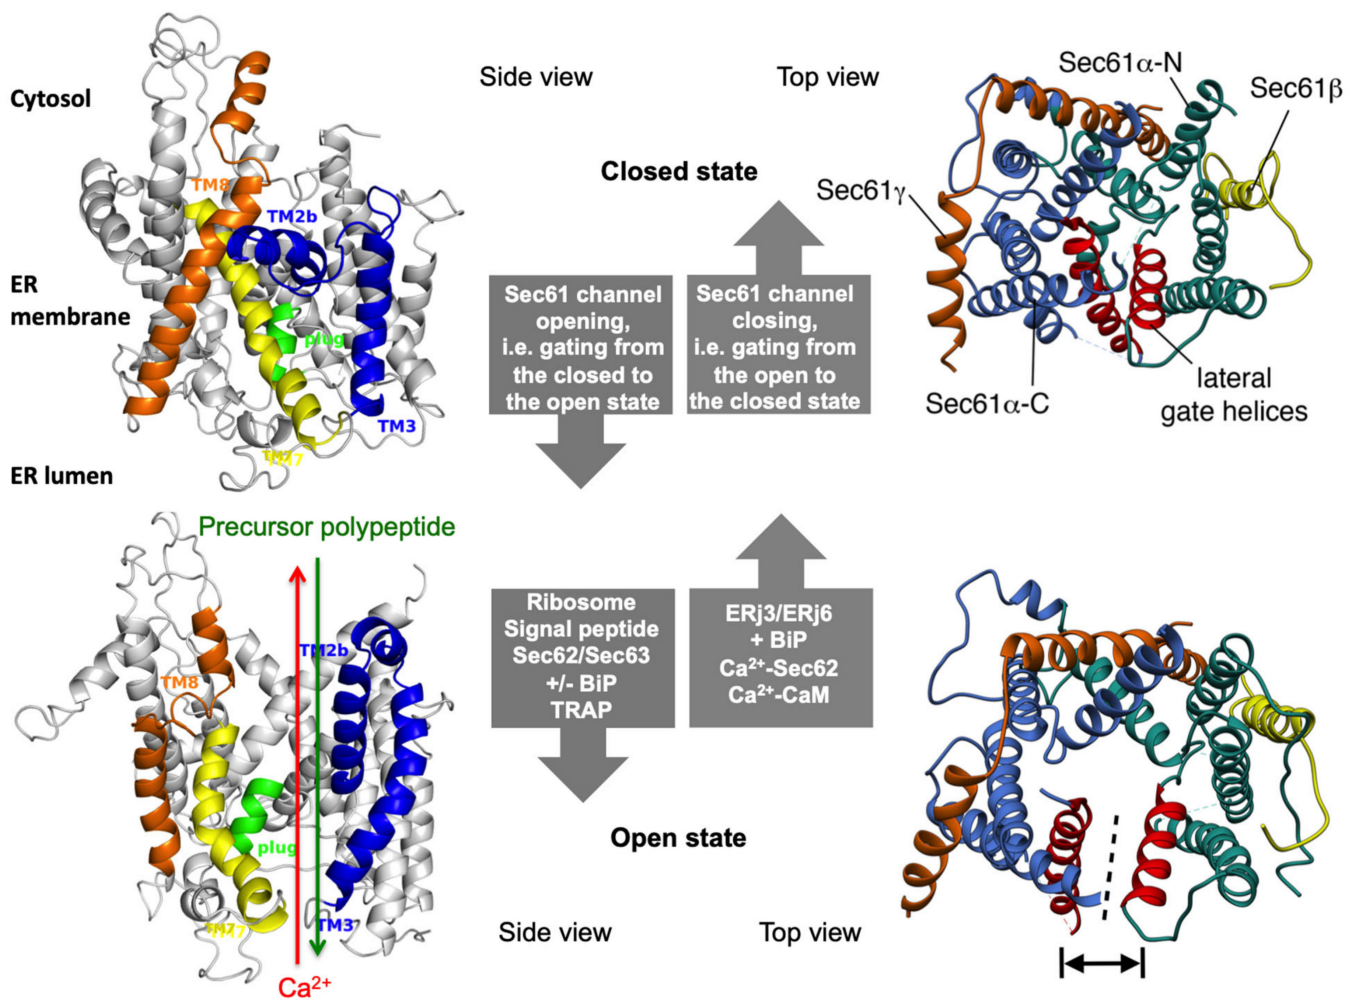 Side view
Top view
Sec61α-N
Sec61β
Cytosol
Closed state
TM8
Sec61γ
TM2b
ER
membrane
Sec61 channel
opening,
i.e. gating from
the closed to
the open state
Sec61 channel
closing,
i.e. gating from
the open to
the closed state
plug
lateral
gate helices
Sec61α-C
TM3
TM7
ER lumen
Precursor polypeptide
Ribosome
Signal peptide
Sec62/Sec63
+/- BiP
TRAP
ERj3/ERj6
+ BiP
Ca²⁺-Sec62
Ca²⁺-CaM
TM2b
TM8
plug
Open state
TM7
TM3
Side view
Top view
Ca²⁺